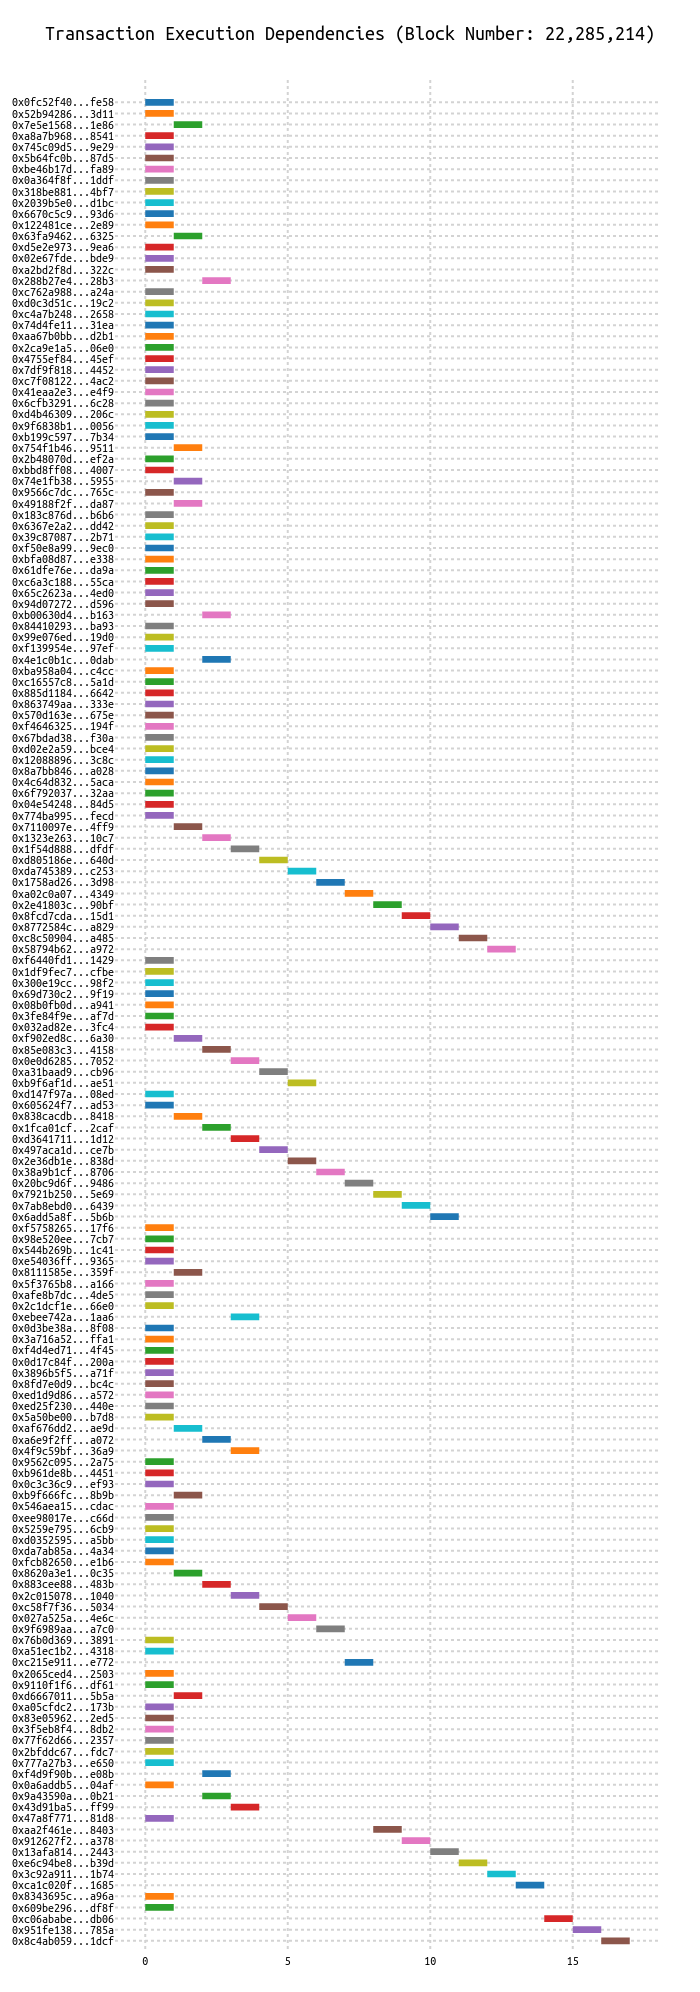 Transaction Execution Dependencies (Block Number: 22,285,214)
0x0fc52f40...fe58
0x52b94286...3d11
0x7e5e1568...1e86
0xa8a7b968...8541
0x745c09d5...9e29
0x5b64fc0b...87d5
0xbe46b17d...fa89
0x0a364f8f...1ddf
0x318be881...4bf7
0x2039b5e0...d1bc
0x6670c5c9...93d6
0x122481ce...2e89
0x63fa9462...6325
0xd5e2e973...9ea6
0x02e67fde...bde9
0xa2bd2f8d...322c
0x288b27e4...28b3
0xc762a988...a24a
0xd0c3d51c...19c2
0xc4a7b248...2658
0x74d4fe11...31ea
0xaa67b0bb...d2b1
0x2ca9e1a5...06e0
0x4755ef84...45ef
0x7df9f818...4452
0xc7f08122...4ac2
0x41eaa2e3...e4f9
0x6cfb3291...6c28
0xd4b46309...206c
0x9f6838b1...0056
0xb199c597...7b34
0x754f1b46...9511
0x2b48070d...ef2a
0xbbd8ff08...4007
0x74e1fb38...5955
0x9566c7dc...765c
0x49188f2f...da87
0x183c876d...b6b6
0x6367e2a2...dd42
0x39c87087...2b71
0xf50e8a99...9ec0
0xbfa08d87...e338
0x61dfe76e...da9a
0xc6a3c188...55ca
0x65c2623a...4ed0
0x94d07272...d596
0xb00630d4...b163
0x84410293...ba93
0x99e076ed...19d0
0xf139954e...97ef
0x4e1c0b1c...0dab
0xba958a04...c4cc
0xc16557c8...5a1d
0x885d1184...6642
0x863749aa...333e
0x570d163e...675e
0xf4646325...194f
0x67bdad38...f30a
0xd02e2a59...bce4
0x12088896...3c8c
0x8a7bb846...a028
0x4c64d832...5aca
0x6f792037...32aa
0x04e54248...84d5
0x774ba995...fecd
0x7110097e...4ff9
0x1323e263...10c7
0x1f54d888...dfdf
0xd805186e...640d
0xda745389...c253
0x1758ad26...3d98
0xa02c0a07...4349
0x2e41803c...90bf
0x8fcd7cda...15d1
0x8772584c...a829
0xc8c50904...a485
0x58794b62...a972
0xf6440fd1...1429
0x1df9fec7...cfbe
0x300e19cc...98f2
0x69d730c2...9f19
0x08b0fb0d...a941
0x3fe84f9e...af7d
0x032ad82e...3fc4
0xf902ed8c...6a30
0x85e083c3...4158
0x0e0d6285...7052
0xa31baad9...cb96
0xb9f6af1d...ae51
0xd147f97a...08ed
0x605624f7...ad53
0x838cacdb...8418
0x1fca01cf...2caf
0xd3641711...1d12
0x497aca1d...ce7b
0x2e36db1e...838d
0x38a9b1cf...8706
0x20bc9d6f...9486
0x7921b250...5e69
0x7ab8ebd0...6439
0x6add5a8f...5b6b
0xf5758265...17f6
0x98e520ee...7cb7
0x544b269b...1c41
0xe54036ff...9365
0x8111585e...359f
0x5f3765b8...a166
0xafe8b7dc...4de5
0x2c1dcf1e...66e0
0xebee742a...1aa6
0x0d3be38a...8f08
0x3a716a52...ffa1
0xf4d4ed71...4f45
0x0d17c84f...200a
0x3896b5f5...a71f
0x8fd7e0d9...bc4c
0xed1d9d86...a572
0xed25f230...440e
0x5a50be00...b7d8
0xaf676dd2...ae9d
0xa6e9f2ff...a072
0x4f9c59bf...36a9
0x9562c095...2a75
0xb961de8b...4451
0x0c3c36c9...ef93
0xb9f666fc...8b9b
0x546aea15...cdac
0xee98017e...c66d
0x5259e795...6cb9
0xd0352595...a5bb
0xda7ab85a...4a34
0xfcb82650...e1b6
0x8620a3e1...0c35
0x883cee88...483b
0x2c015078...1040
0xc58f7f36...5034
0x027a525a...4e6c
0x9f6989aa...a7c0
0x76b0d369...3891
0xa51ec1b2...4318
0xc215e911...e772
0x2065ced4...2503
0x9110f1f6...df61
0xd6667011...5b5a
0xa05cfdc2...173b
0x83e05962...2ed5
0x3f5eb8f4...8db2
0x77f62d66...2357
0x2bfddc67...fdc7
0x777a27b3...e650
0xf4d9f90b...e08b
0x0a6addb5...04af
0x9a43590a...0b21
0x43d91ba5...ff99
0x47a8f771...81d8
0xaa2f461e...8403
0x912627f2...a378
0x13afa814...2443
0xe6c94be8...b39d
0x3c92a911...1b74
0xca1c020f...1685
0x8343695c...a96a
0x609be296...df8f
0xc06ababe...db06
0x951fe138...785a
0x8c4ab059...1dcf
0 5 10 15